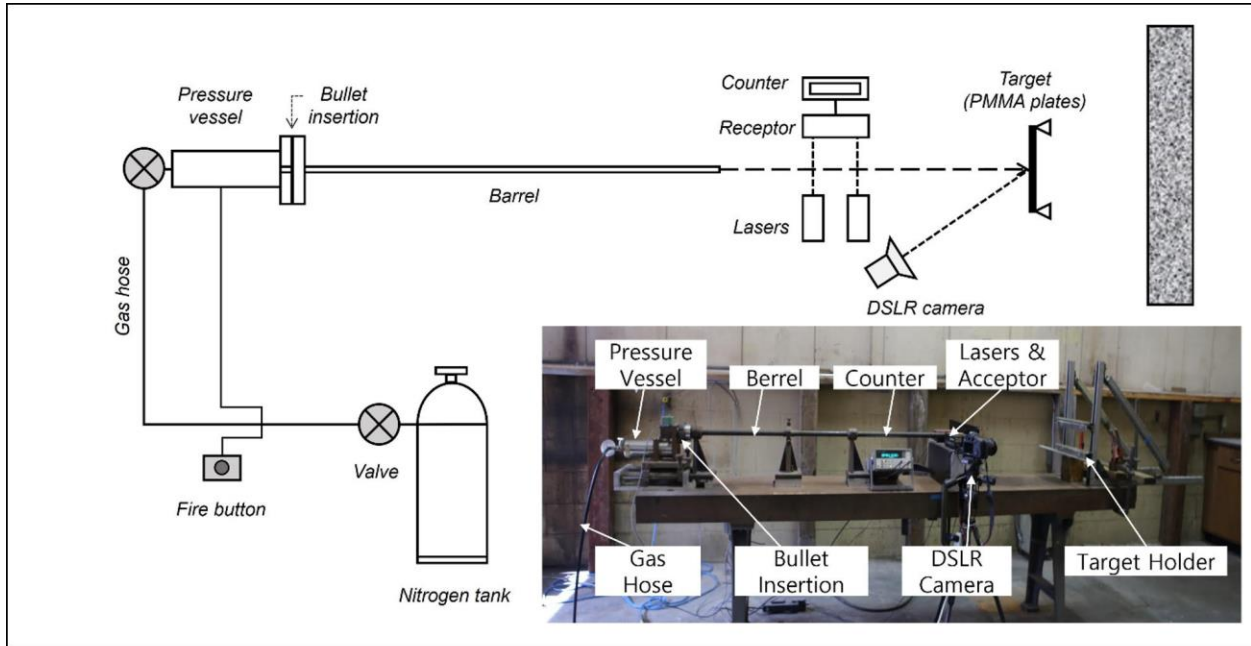 Pressure
vessel
Bullet
insertion
Counter
Receptor
Target
(PMMA plates)
Barrel
Lasers
DSLR camera
Gas hose
Valve
Fire button
Nitrogen tank
Pressure
Vessel
Berrel
Counter
Lasers &
Acceptor
Gas
Hose
Bullet
Insertion
DSLR
Camera
Target Holder